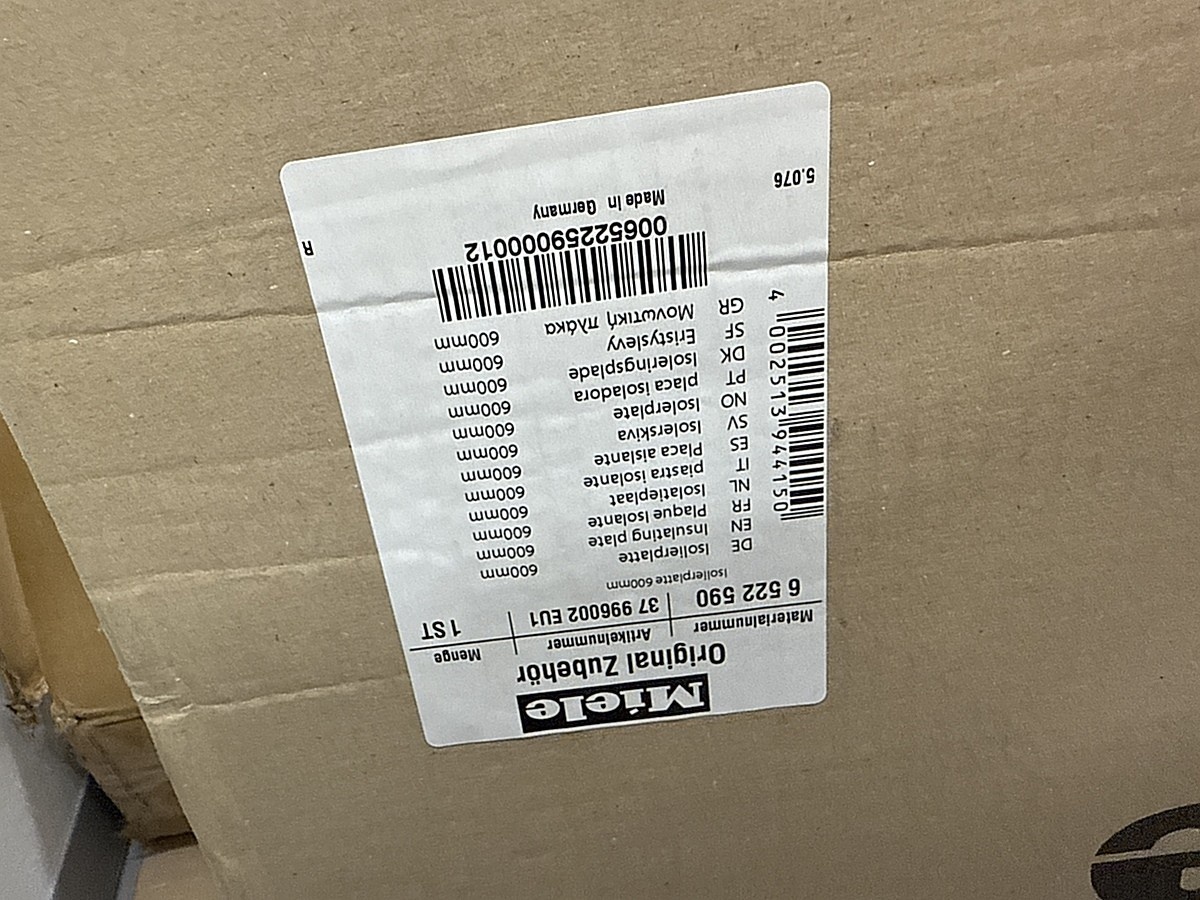 Miele
Original Zubehör
Materialnummer Artikelnummer Menge
6 522 590 37 996002 EU1 1 ST
Isolierplatte 600mm
DE Isolierplatte 600mm
EN Insulating plate 600mm
FR Plaque Isolante 600mm
NL Isolatieplaat 600mm
IT piastra isolante 600mm
ES Placa aislante 600mm
SV Isolerskiva 600mm
NO Isolerplate 600mm
PT placa isoladora 600mm
DK Isoleringsplade 600mm
SF Eristyslevy 600mm
GR Μονωτική πλάκα 600mm
4 002513 944150
00652259000012
Made In Germany
5.076
R